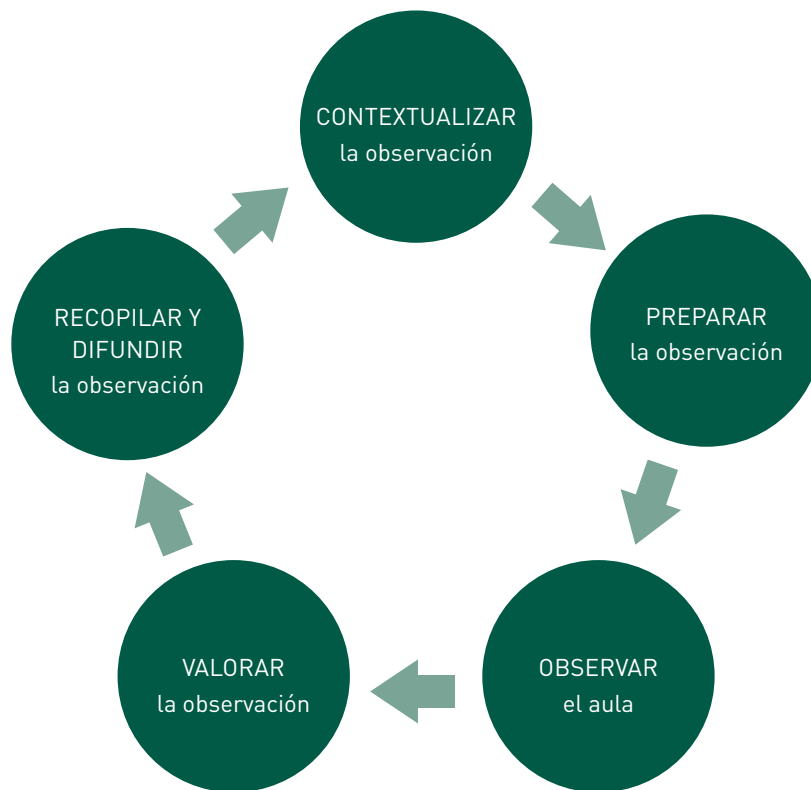 CONTEXTUALIZAR
la observación
PREPARAR
la observación
OBSERVAR
el aula
VALORAR
la observación
RECOPILAR Y
DIFUNDIR
la observación